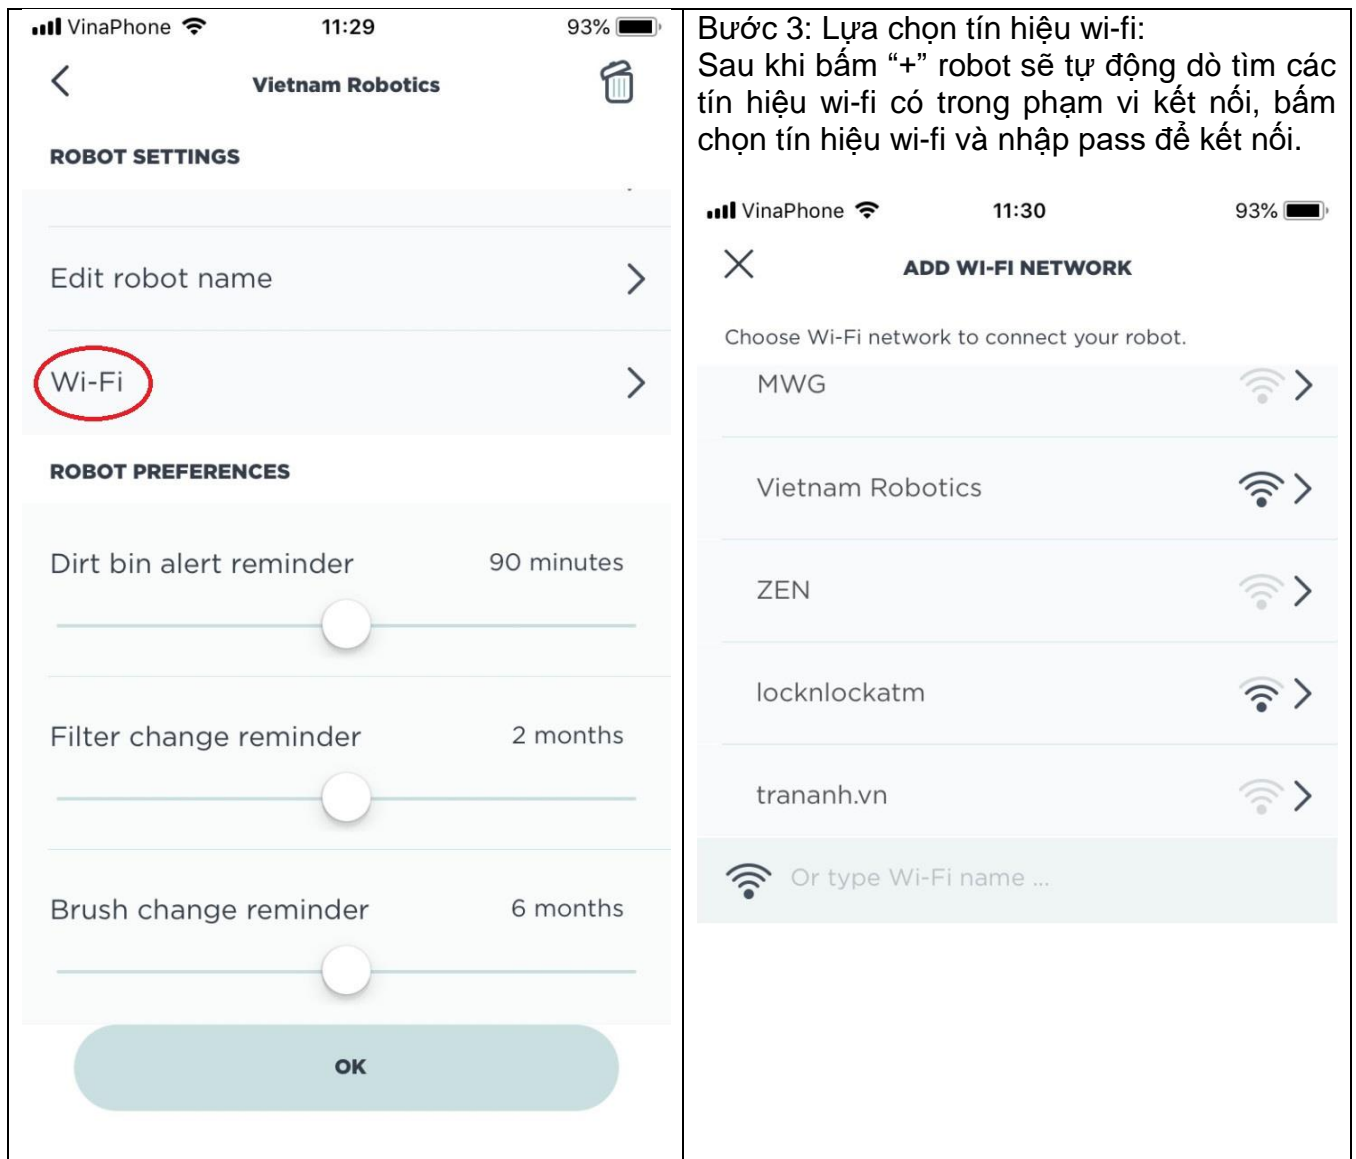 VinaPhone 11:29 93%
Vietnam Robotics
ROBOT SETTINGS
Edit robot name
Wi-Fi
ROBOT PREFERENCES
Dirt bin alert reminder 90 minutes
Filter change reminder 2 months
Brush change reminder 6 months
OK
Bước 3: Lựa chọn tín hiệu wi-fi:
Sau khi bấm “+” robot sẽ tự động dò tìm các
tín hiệu wi-fi có trong phạm vi kết nối, bấm
chọn tín hiệu wi-fi và nhập pass để kết nối.
VinaPhone 11:30 93%
ADD WI-FI NETWORK
Choose Wi-Fi network to connect your robot.
MWG
Vietnam Robotics
ZEN
locknlockatm
trananh.vn
Or type Wi-Fi name ...